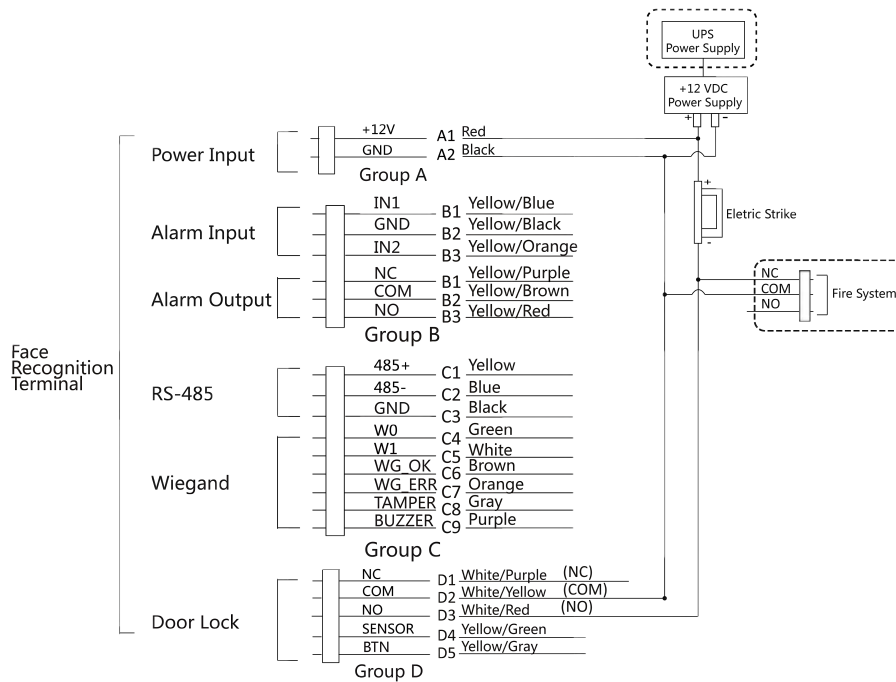 UPS
Power Supply
+12 VDC
Power Supply
+ -
+12V A1 Red
GND A2 Black
Power Input
Group A
+
Eletric Strike
-
IN1 B1 Yellow/Blue
GND B2 Yellow/Black
IN2 B3 Yellow/Orange
Alarm Input
NC B1 Yellow/Purple
COM B2 Yellow/Brown
NO B3 Yellow/Red
Alarm Output
Group B
NC
COM
NO
Fire System
Face
Recognition
Terminal
485+ C1 Yellow
485- C2 Blue
GND C3 Black
RS-485
W0 C4 Green
W1 C5 White
WG_OK C6 Brown
WG_ERR C7 Orange
TAMPER C8 Gray
BUZZER C9 Purple
Wiegand
Group C
NC D1 White/Purple (NC)
COM D2 White/Yellow (COM)
NO D3 White/Red (NO)
SENSOR D4 Yellow/Green
BTN D5 Yellow/Gray
Door Lock
Group D